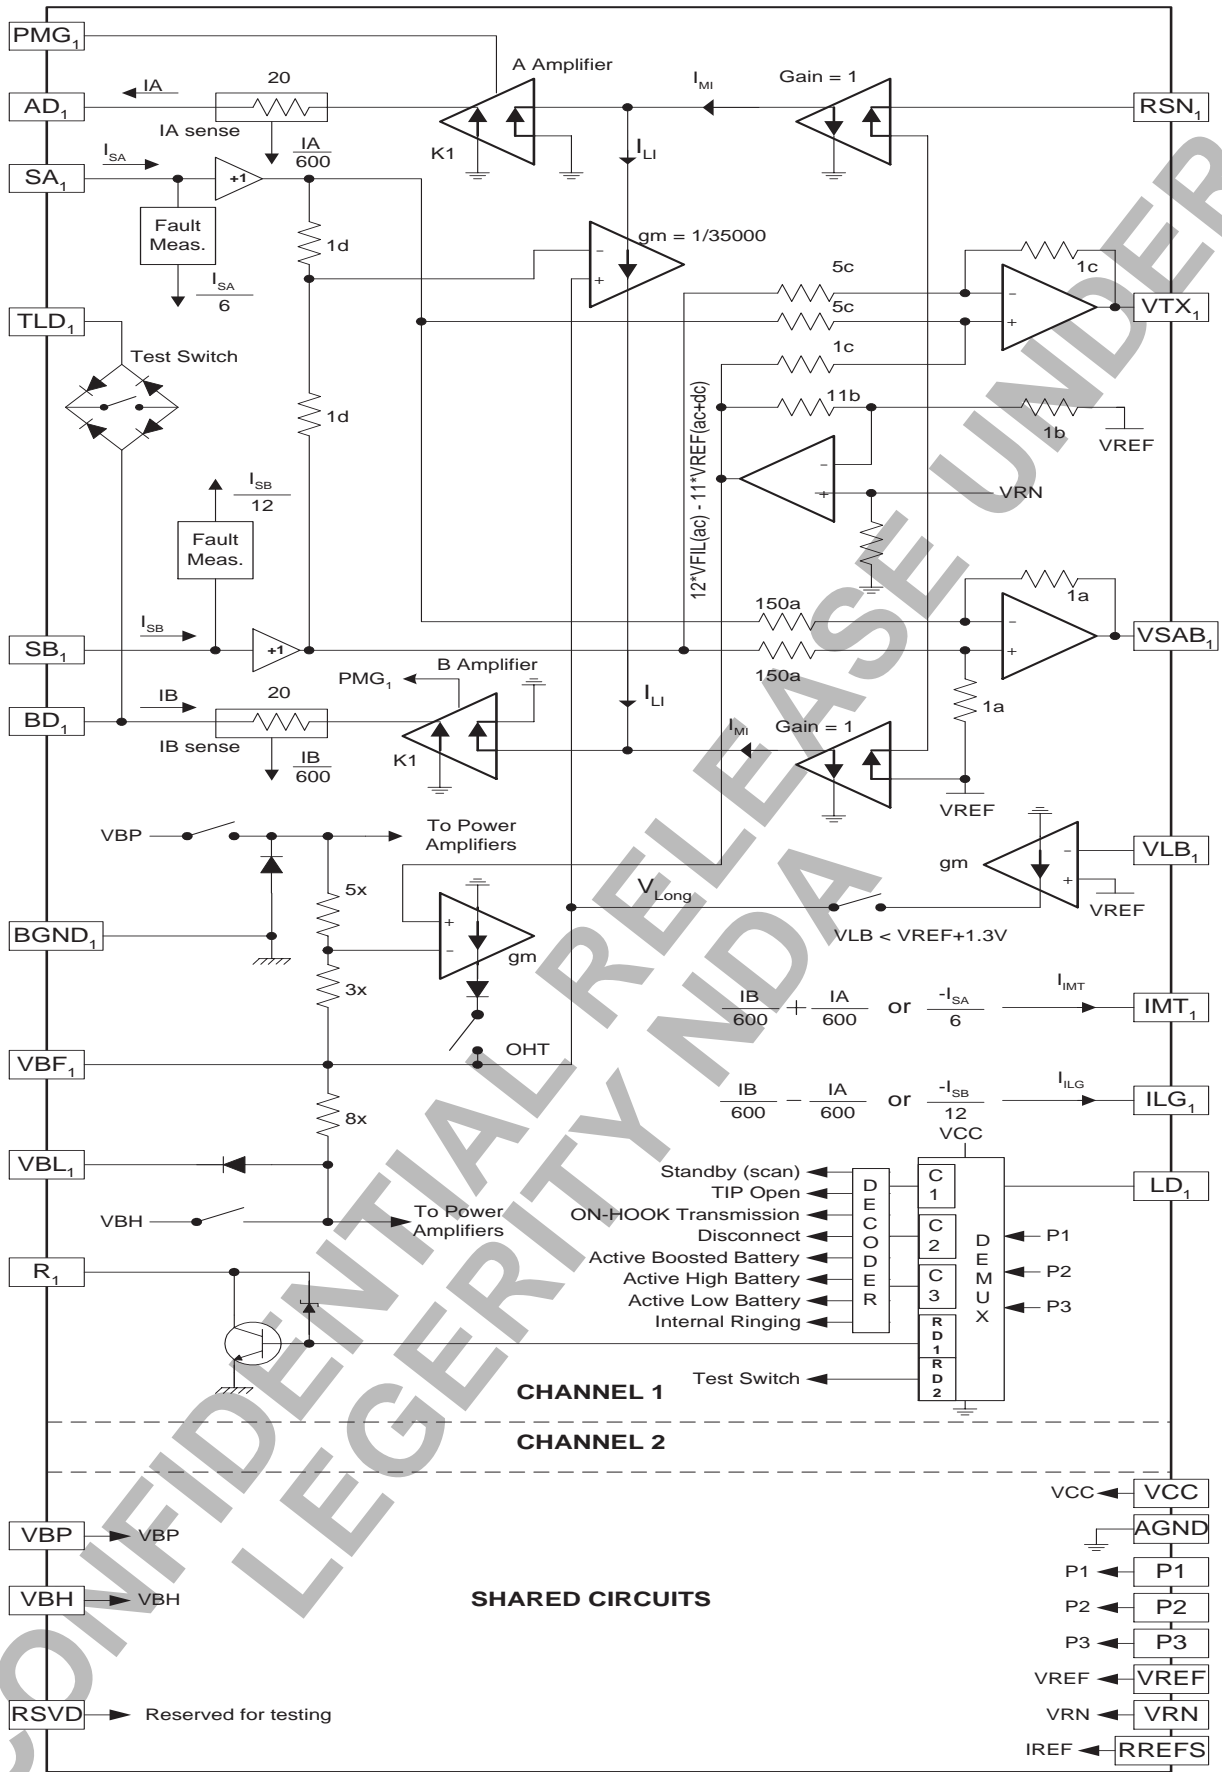 PMG1
A Amplifier
20
IA
AD1
IA sense
IA
600
K1
IMI
Gain = 1
RSN1
ISA
SA1
+1
Fault
Meas.
ISA
6
1d
ILI
gm = 1/35000
-
+
TLD1
Test Switch
1d
5c
5c
1c
11b
1c
-
+
VTX1
1b
VREF
-
+
VRN
12*VFIL(ac) - 11*VREF(ac+dc)
ISB
12
Fault
Meas.
ISB
SB1
+1
150a
150a
1a
-
+
VSAB1
1a
VREF
B Amplifier
PMG1
20
IB
BD1
IB sense
IB
600
K1
ILI
IMI
Gain = 1
VBP
To Power
Amplifiers
5x
BGND1
3x
+
-
gm
VLong
gm
-
+
VLB1
VREF
VLB < VREF+1.3V
OHT
VBF1
8x
VBL1
VBH
To Power
Amplifiers
IB
600
+
IA
600
or
-ISA
6
IIMT
IMT1
IB
600
−
IA
600
or
-ISB
12
IILG
ILG1
VCC
Standby (scan)
TIP Open
ON-HOOK Transmission
Disconnect
Active Boosted Battery
Active High Battery
Active Low Battery
Internal Ringing
Test Switch
DECODER
C1
C2
C3
RD1
RD2
DEMUX
LD1
P1
P2
P3
R1
CHANNEL 1
CHANNEL 2
SHARED CIRCUITS
VBP VBP
VBH VBH
RSVD Reserved for testing
VCC VCC
AGND
P1 P1
P2 P2
P3 P3
VREF VREF
VRN VRN
IREF RREFS
CONFIDENTIAL RELEASE UNDER
LEGERITY NDA